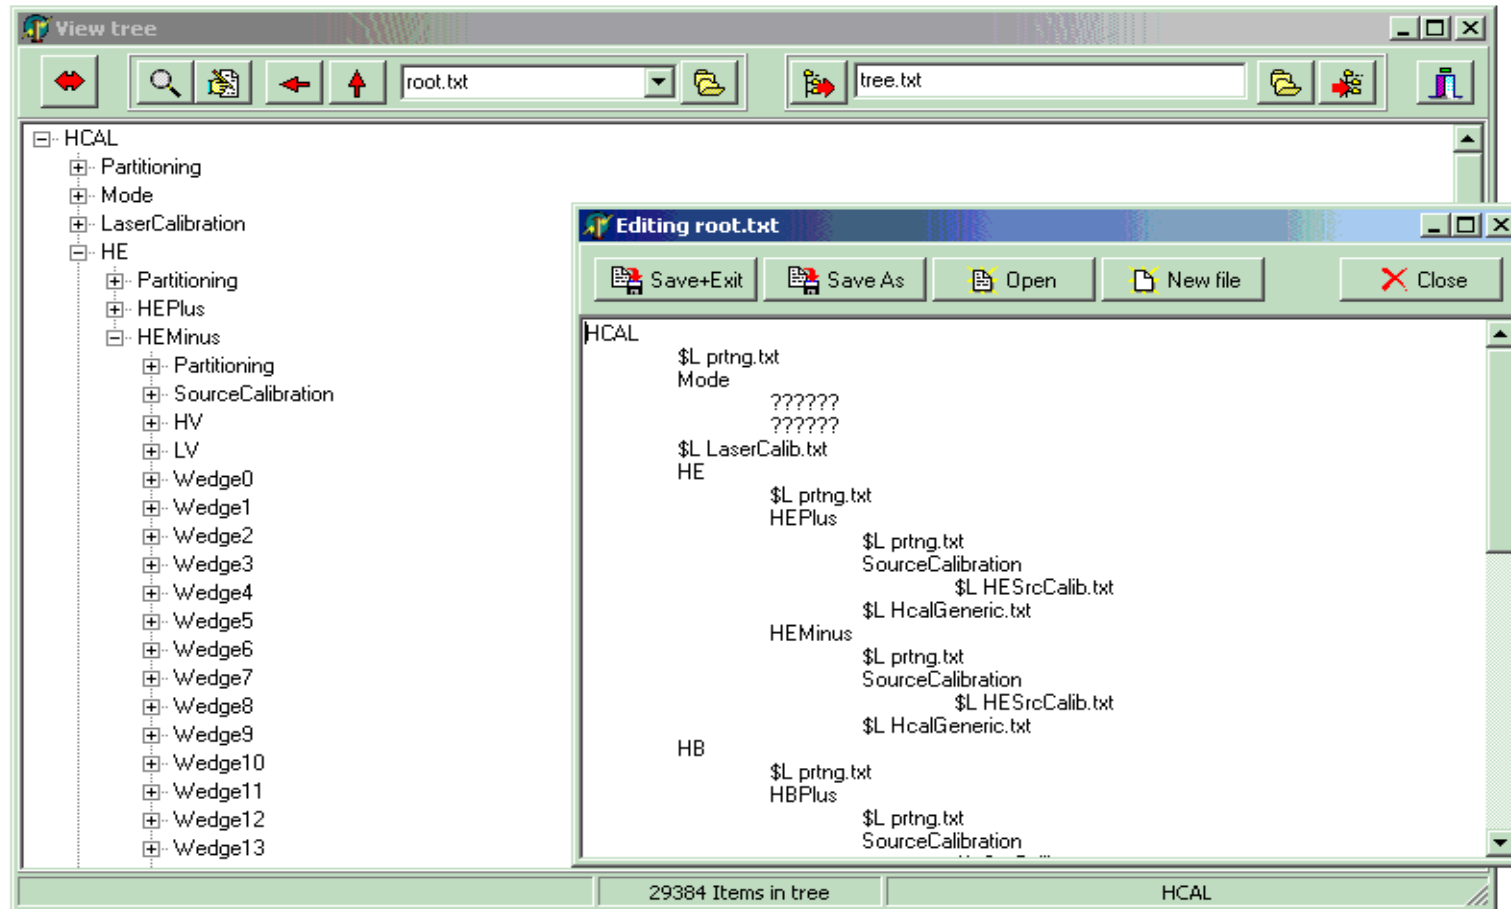 View tree
root.txt
tree.txt
HCAL
Partitioning
Mode
LaserCalibration
HE
Partitioning
HEPlus
HEMinus
Partitioning
SourceCalibration
HV
LV
Wedge0
Wedge1
Wedge2
Wedge3
Wedge4
Wedge5
Wedge6
Wedge7
Wedge8
Wedge9
Wedge10
Wedge11
Wedge12
Wedge13
Editing root.txt
Save+Exit Save As Open New file Close
HCAL
$L prtng.txt
Mode
??????
??????
$L LaserCalib.txt
HE
$L prtng.txt
HEPlus
$L prtng.txt
SourceCalibration
$L HESrcCalib.txt
$L HcalGeneric.txt
HEMinus
$L prtng.txt
SourceCalibration
$L HESrcCalib.txt
$L HcalGeneric.txt
HB
$L prtng.txt
HBPlus
$L prtng.txt
SourceCalibration
29384 Items in tree
HCAL